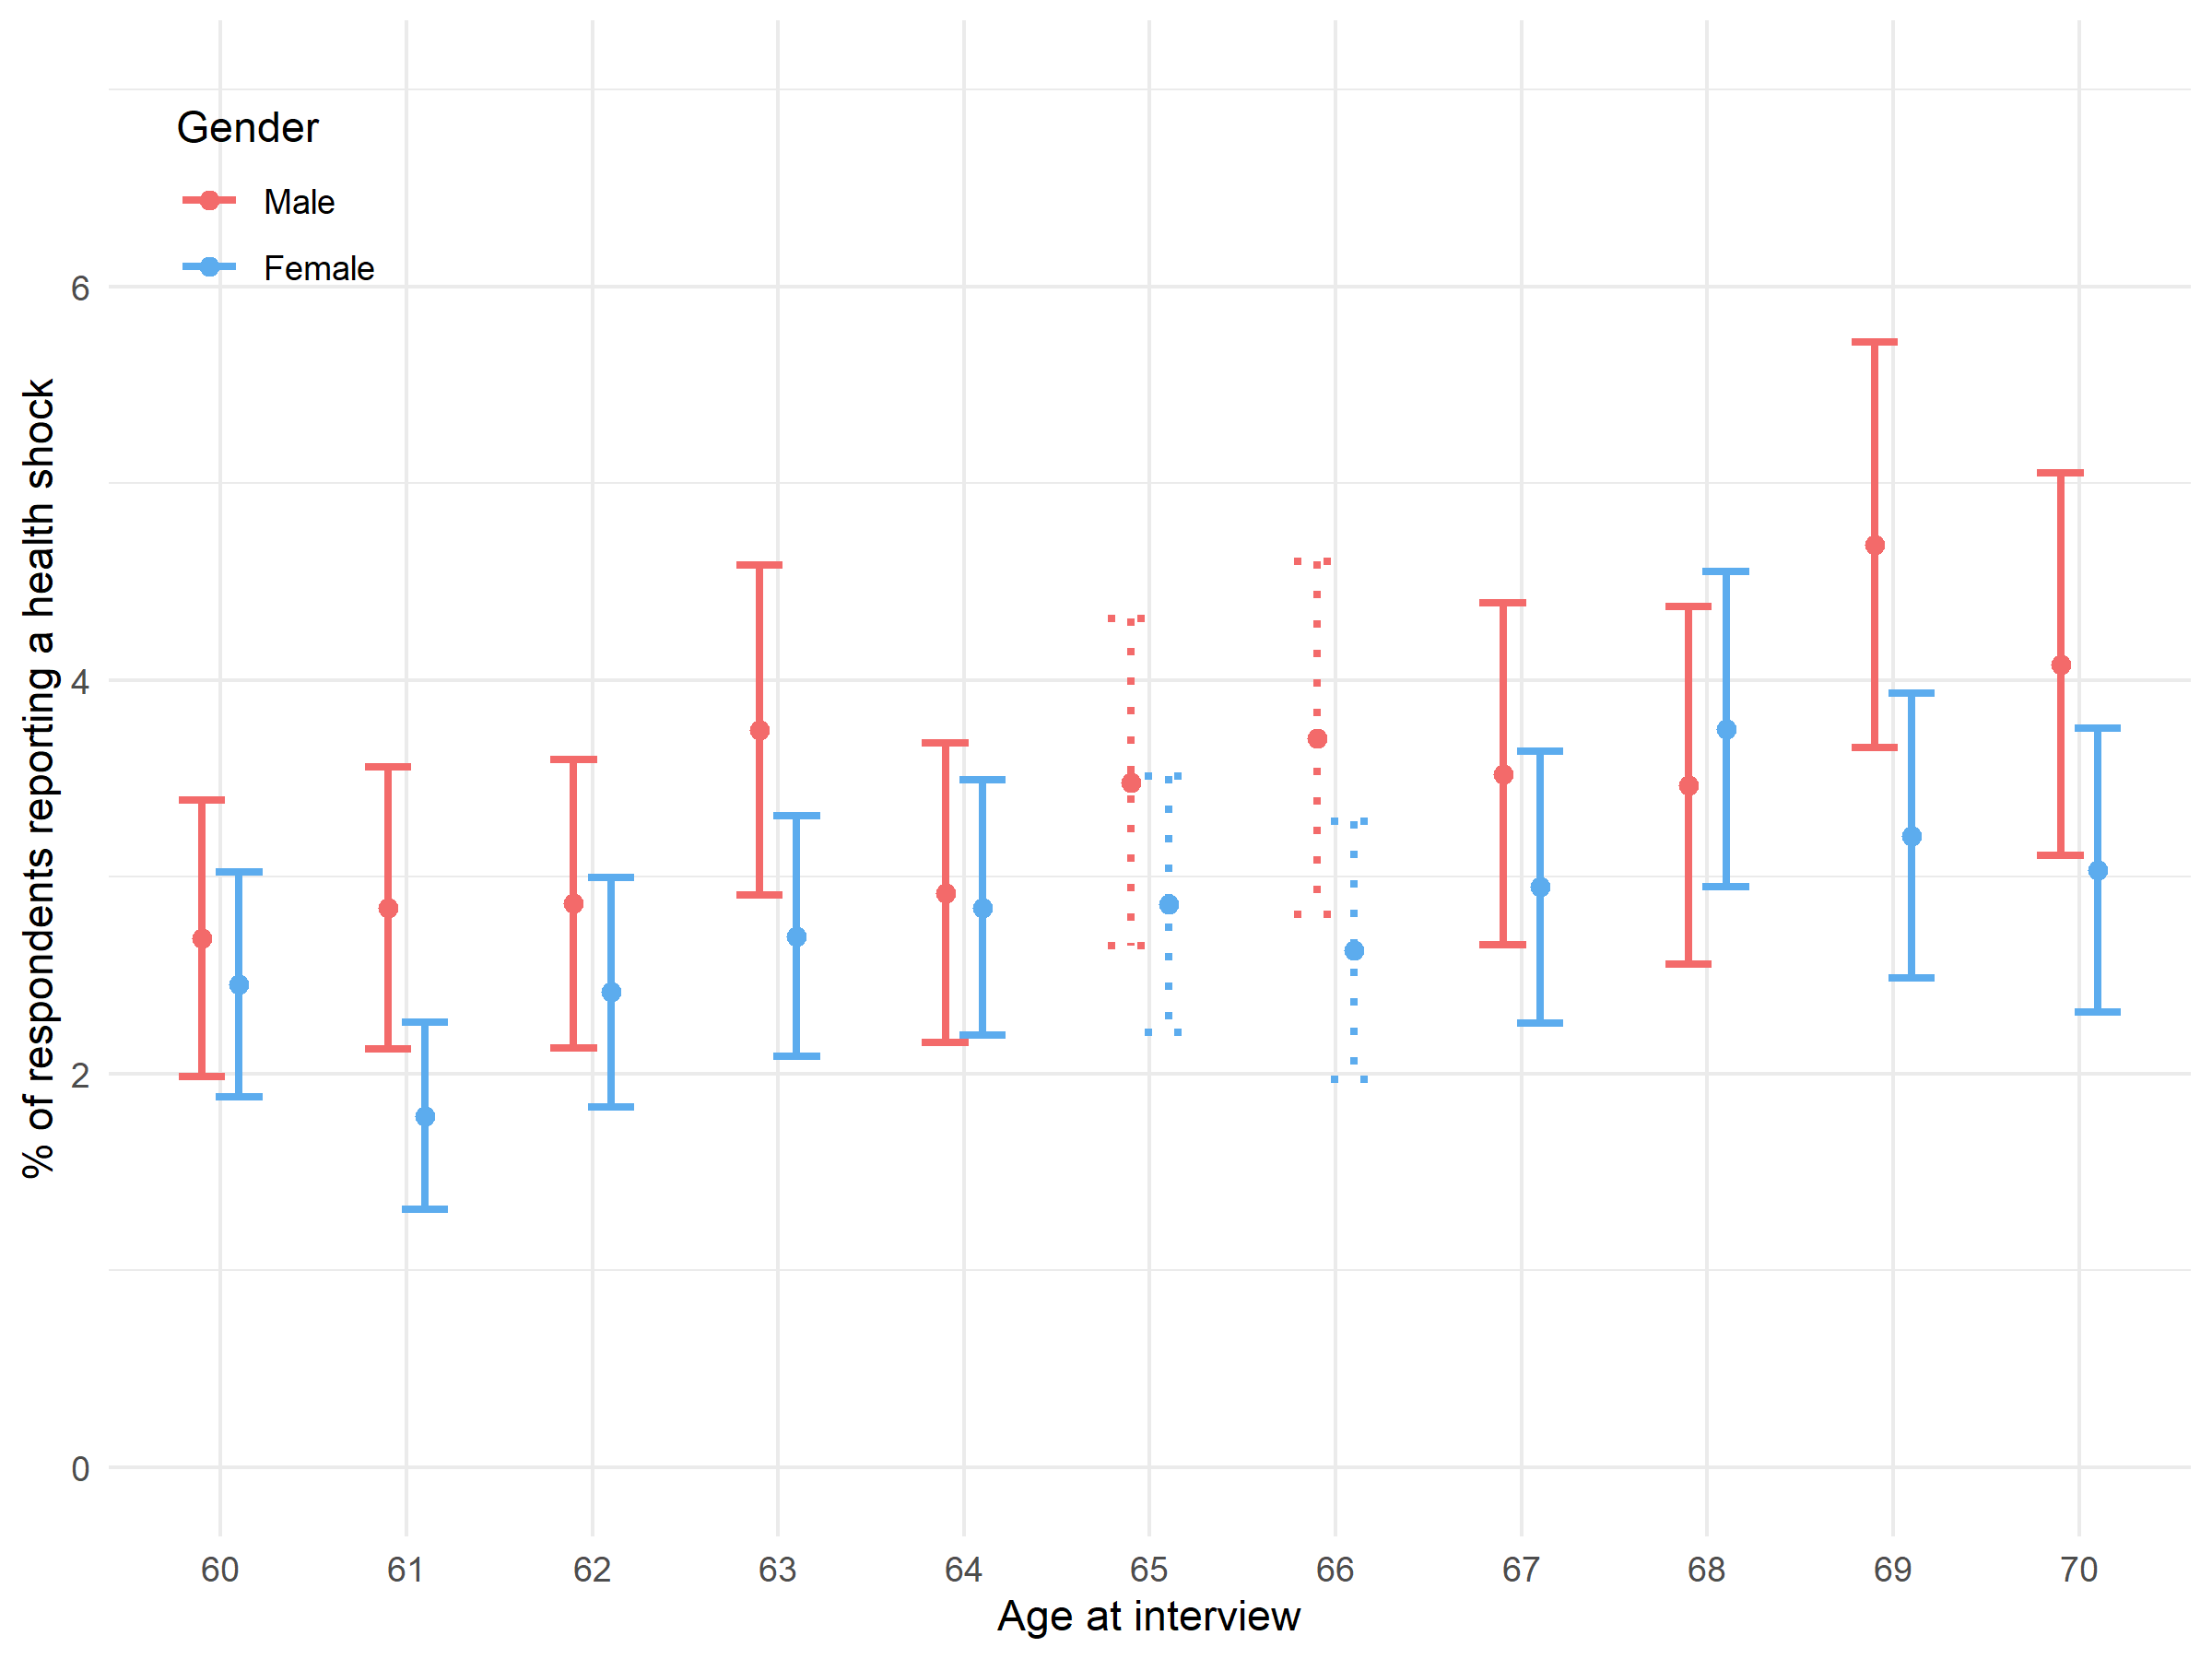 Gender
Male
Female
% of respondents reporting a health shock
6
4
2
0
60 61 62 63 64 65 66 67 68 69 70
Age at interview